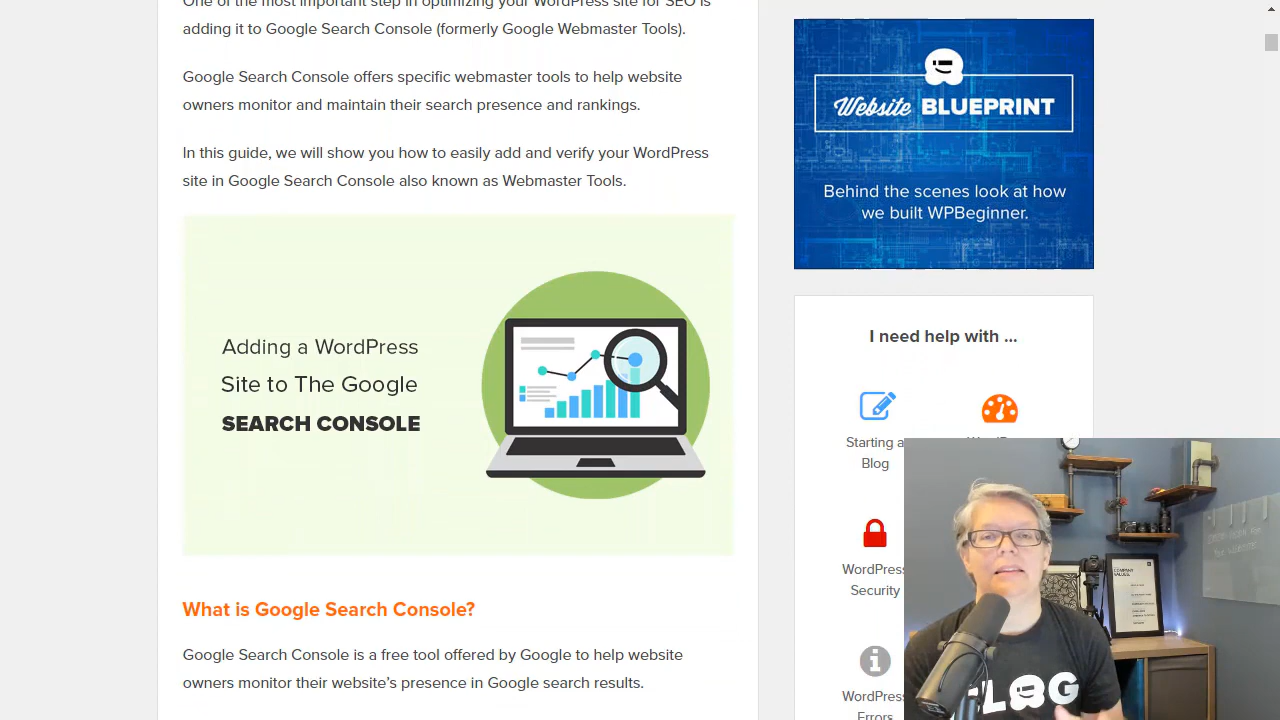 One of the most important step in optimizing your WordPress site for SEO is
adding it to Google Search Console (formerly Google Webmaster Tools).
Google Search Console offers specific webmaster tools to help website
owners monitor and maintain their search presence and rankings.
In this guide, we will show you how to easily add and verify your WordPress
site in Google Search Console also known as Webmaster Tools.
Adding a WordPress
Site to The Google
SEARCH CONSOLE
What is Google Search Console?
Google Search Console is a free tool offered by Google to help website
owners monitor their website's presence in Google search results.
Website BLUEPRINT
Behind the scenes look at how
we built WPBeginner.
I need help with ...
Starting a
Blog
WordPress
Security
WordPress
Errors
COMPANY
VALUES.